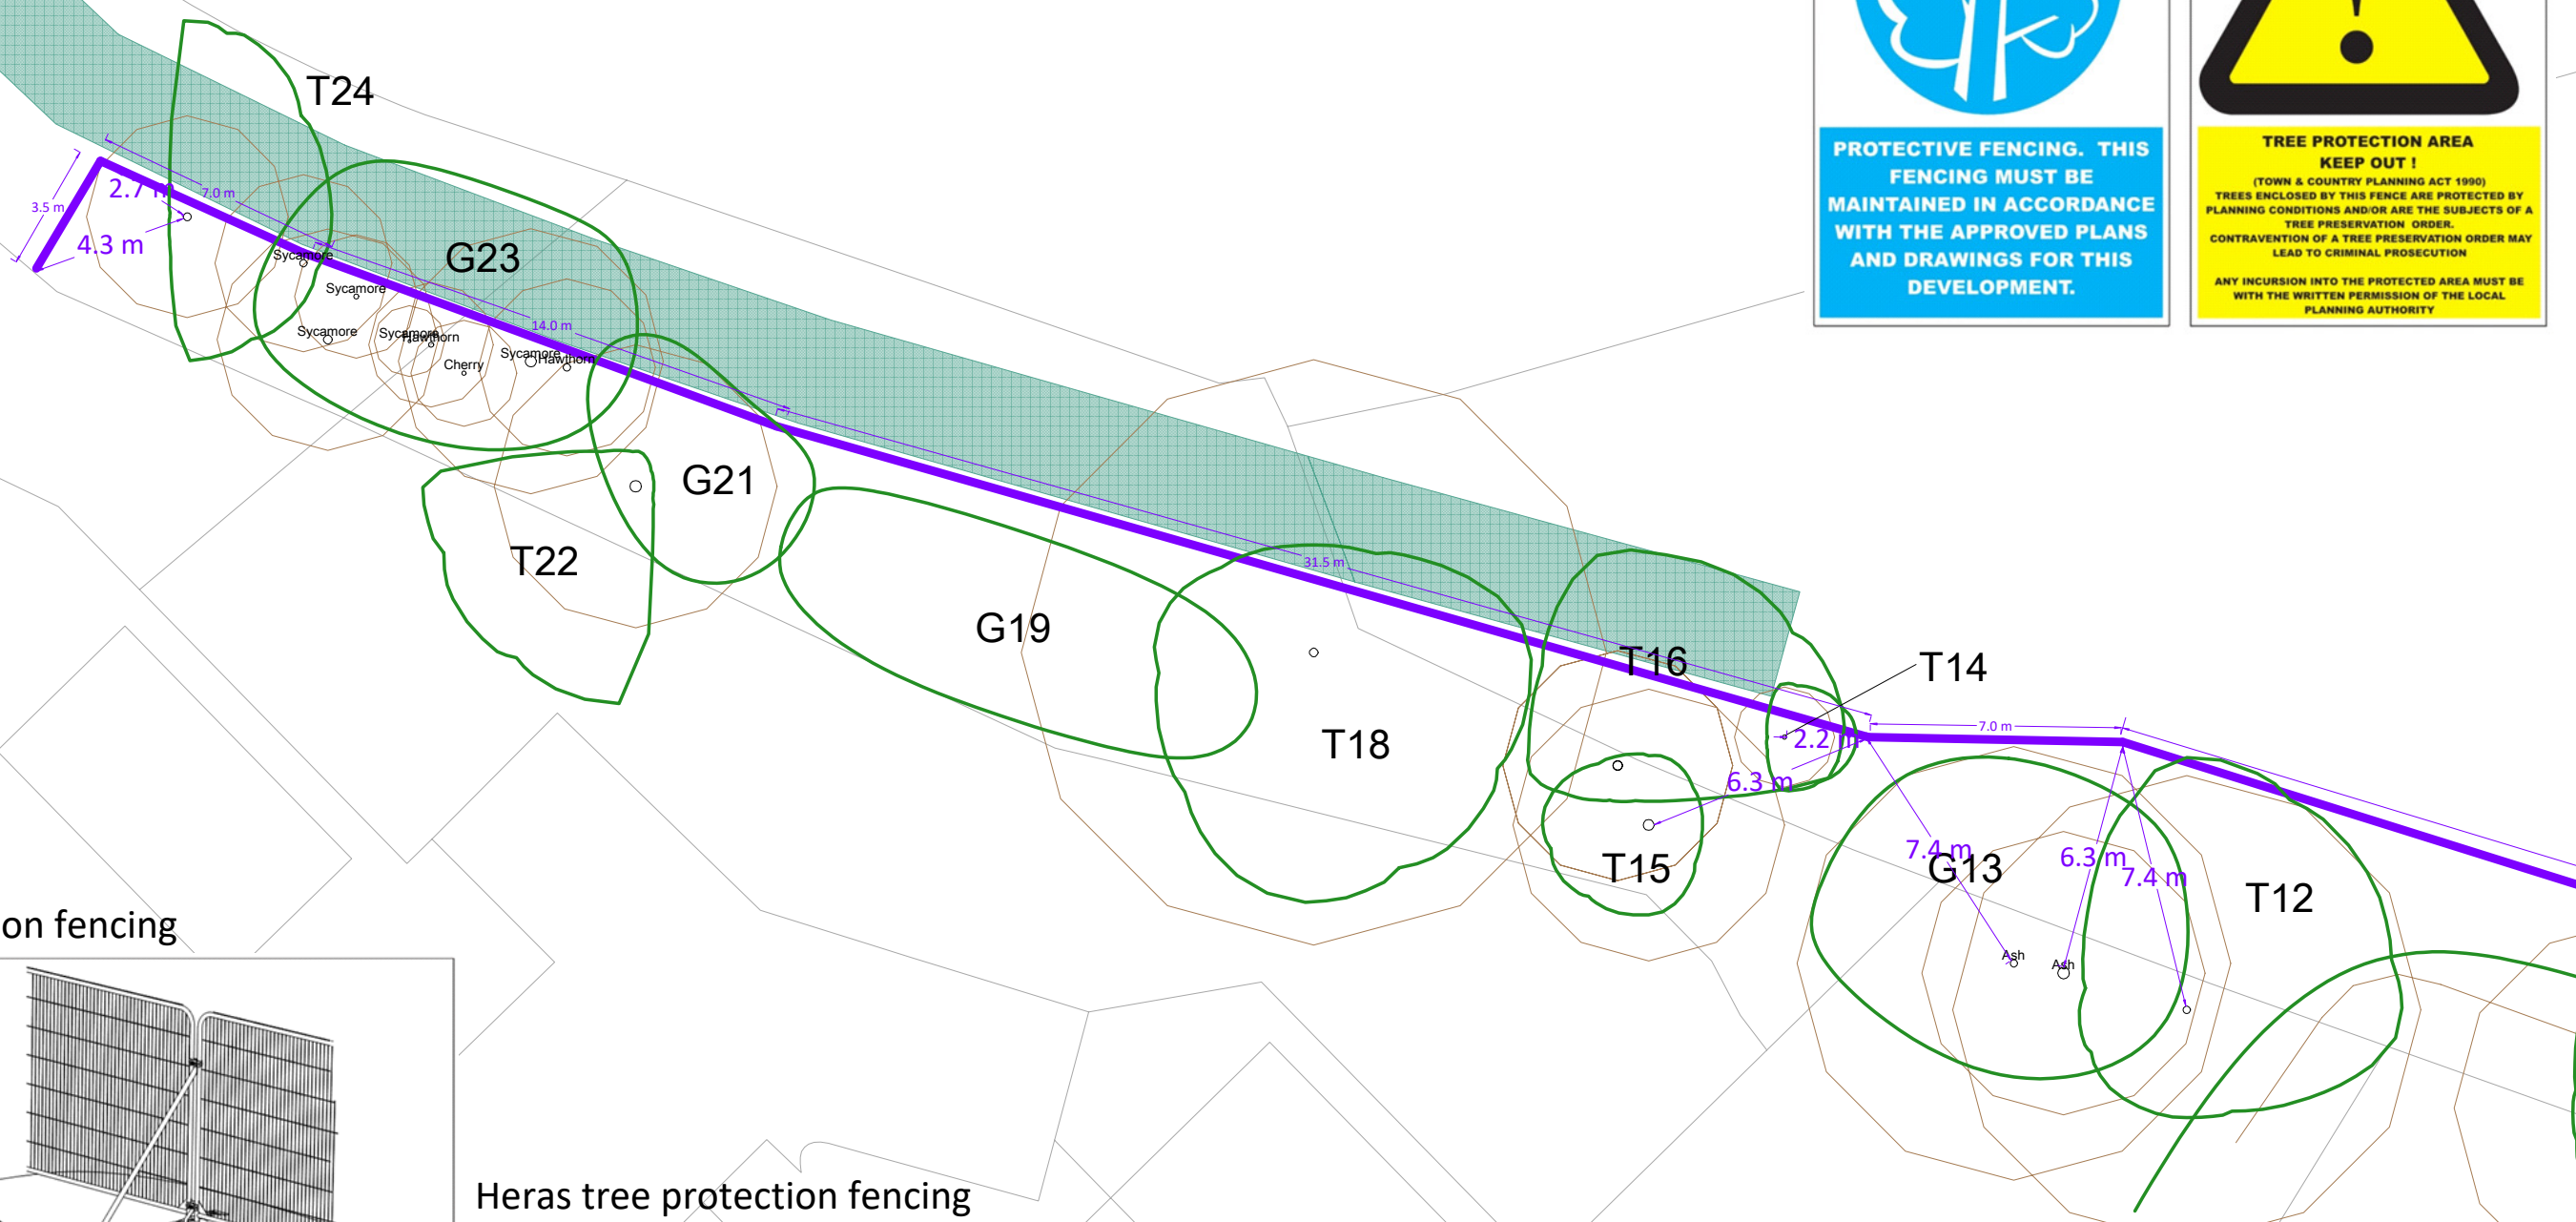 T24
PROTECTIVE FENCING. THIS
FENCING MUST BE
MAINTAINED IN ACCORDANCE
WITH THE APPROVED PLANS
AND DRAWINGS FOR THIS
DEVELOPMENT.
TREE PROTECTION AREA
KEEP OUT !
(TOWN & COUNTRY PLANNING ACT 1990)
TREES ENCLOSED BY THIS FENCE ARE PROTECTED BY
PLANNING CONDITIONS AND/OR ARE THE SUBJECTS OF A
TREE PRESERVATION ORDER.
CONTRAVENTION OF A TREE PRESERVATION ORDER MAY
LEAD TO CRIMINAL PROSECUTION
ANY INCURSION INTO THE PROTECTED AREA MUST BE
WITH THE WRITTEN PERMISSION OF THE LOCAL
PLANNING AUTHORITY
2.7 m
7.0 m
3.5 m
4.3 m
Sycamore
G23
Sycamore
Sycamore
Sycamore
Hawthorn
14.0 m
Sycamore
Hawthorn
Cherry
G21
T22
31.5 m
G19
T16
T14
T18
7.0 m
2.2 m
6.3 m
T15
7.4 m
G13
6.3 m
7.4 m
T12
Ash
Ash
on fencing
Heras tree protection fencing